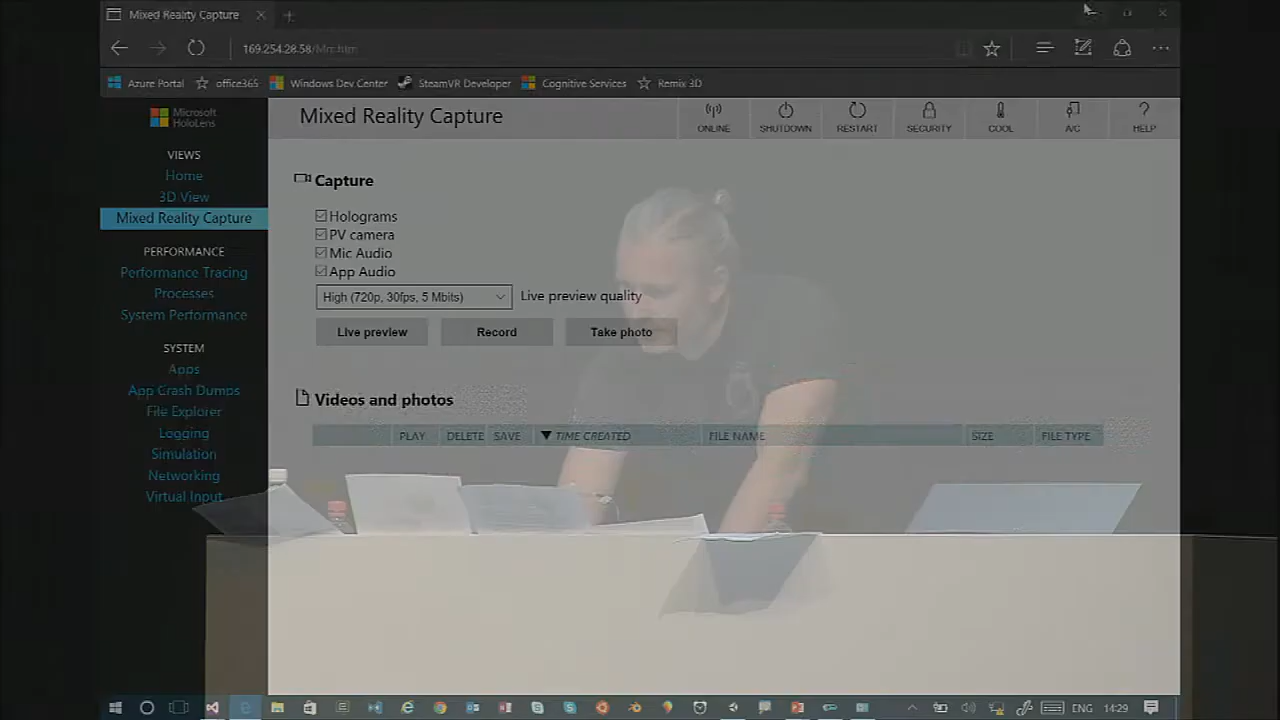 Mixed Reality Capture
169.254.28.58/Mrc.htm
Azure Portal office365 Windows Dev Center SteamVR Developer Cognitive Services Remix 3D
Microsoft
HoloLens
Mixed Reality Capture
ONLINE SHUTDOWN RESTART SECURITY COOL A/C HELP
VIEWS
Home
3D View
Mixed Reality Capture
PERFORMANCE
Performance Tracing
Processes
System Performance
SYSTEM
Apps
App Crash Dumps
File Explorer
Logging
Simulation
Networking
Virtual Input
Capture
Holograms
PV camera
Mic Audio
App Audio
High (720p, 30fps, 5 Mbits) Live preview quality
Live preview Record Take photo
Videos and photos
PLAY DELETE SAVE TIME CREATED FILE NAME SIZE FILE TYPE
ENG 14:29